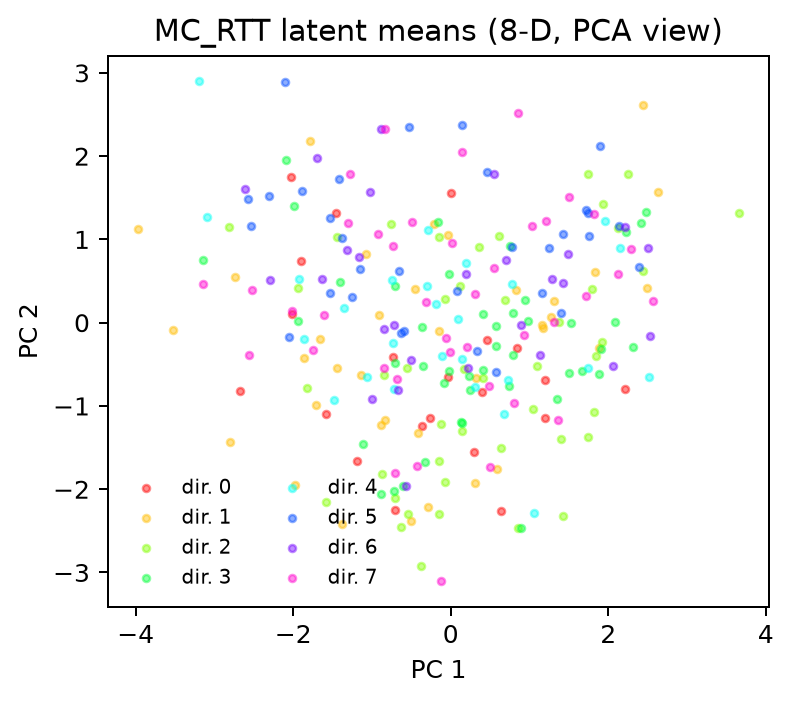 MC_RTT latent means (8-D, PCA view)
3
2
1
0
−1
−2
−3
PC 2
dir. 0
dir. 1
dir. 2
dir. 3
dir. 4
dir. 5
dir. 6
dir. 7
−4
−2
0
2
4
PC 1